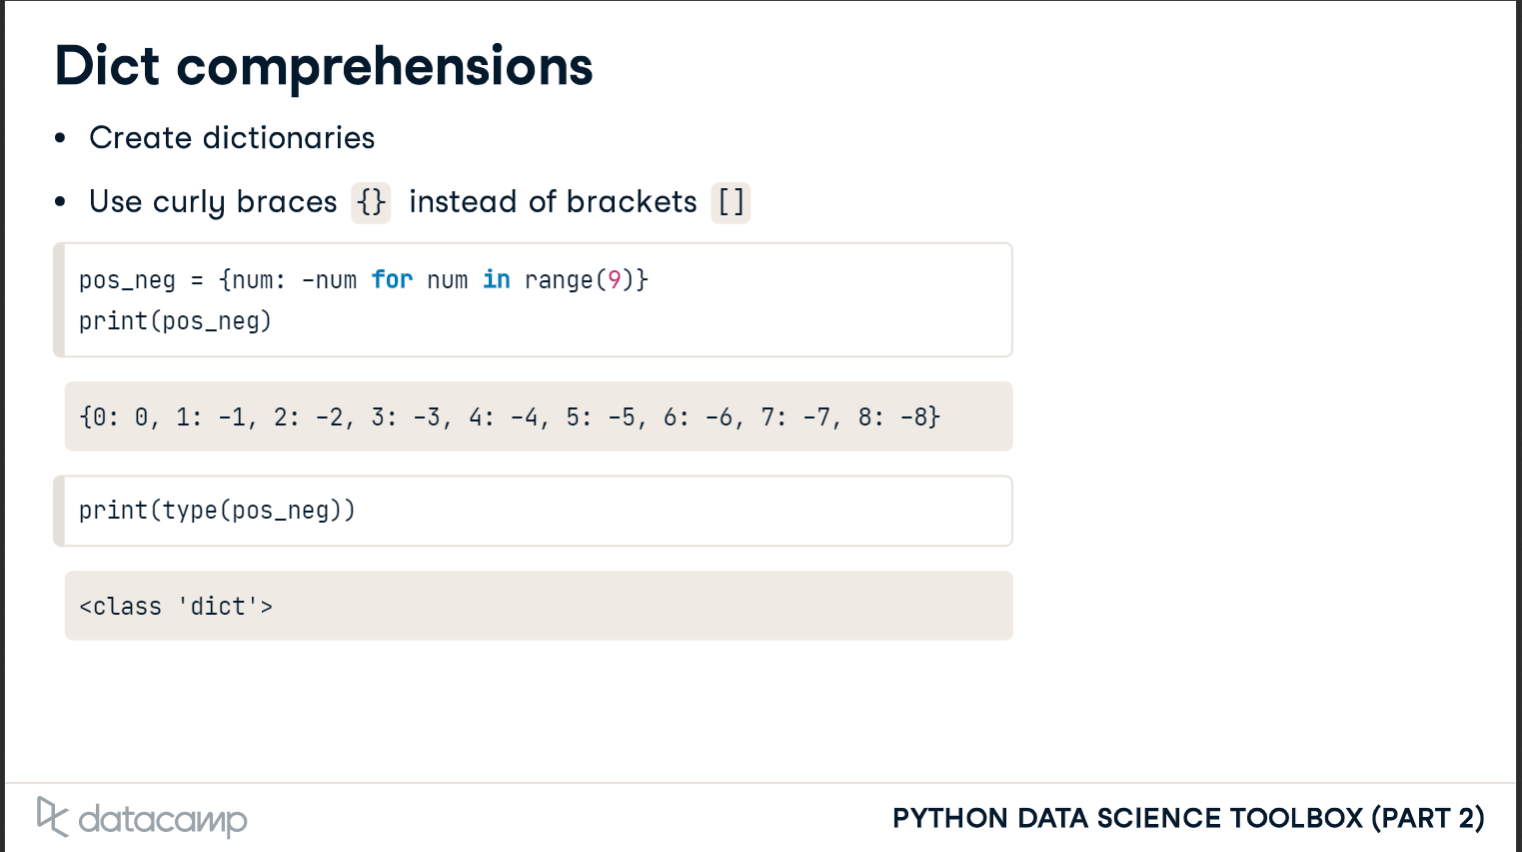 Dict comprehensions
• Create dictionaries
• Use curly braces {} instead of brackets []
pos_neg = {num: -num for num in range(9)}
print(pos_neg)
{0: 0, 1: -1, 2: -2, 3: -3, 4: -4, 5: -5, 6: -6, 7: -7, 8: -8}
print(type(pos_neg))
<class 'dict'>
datacamp
PYTHON DATA SCIENCE TOOLBOX (PART 2)